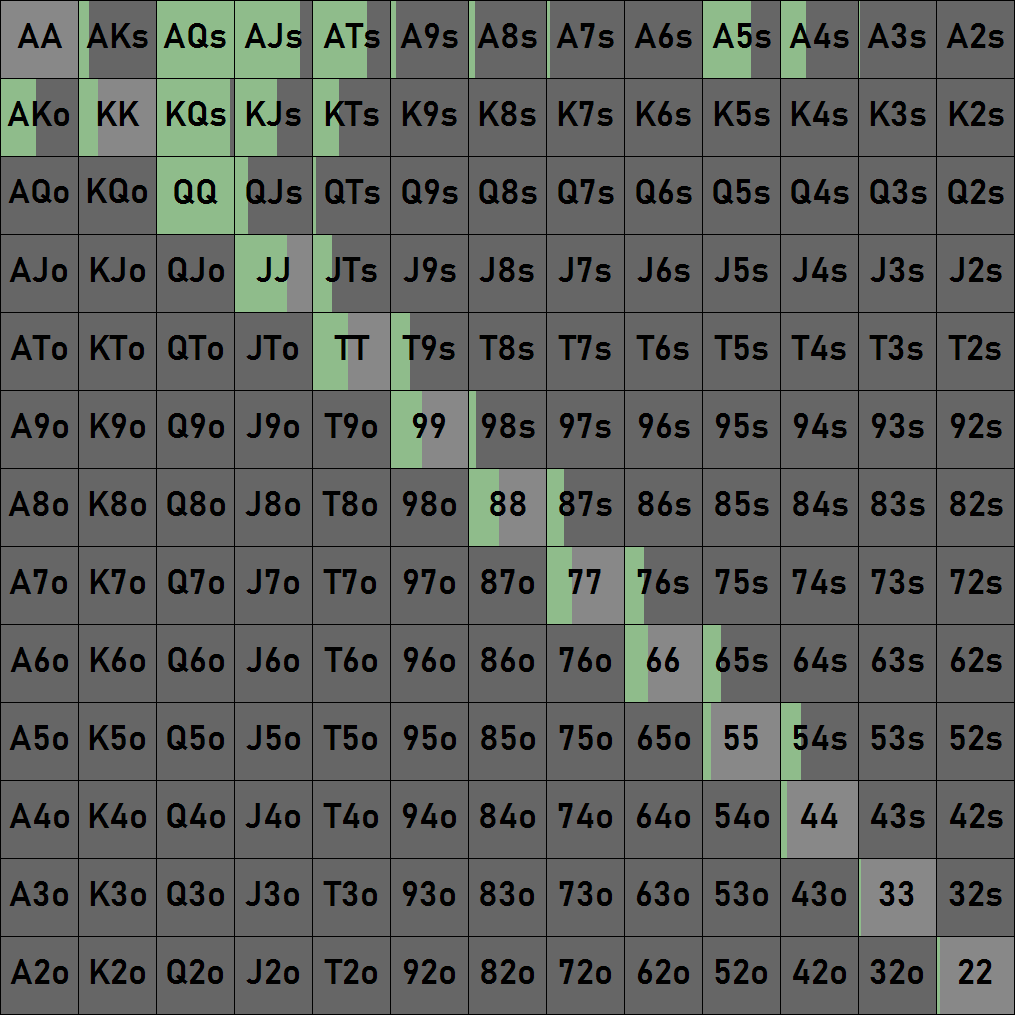 AA AKs AQs AJs ATs A9s A8s A7s A6s A5s A4s A3s A2s
AKo KK KQs KJs KTs K9s K8s K7s K6s K5s K4s K3s K2s
AQo KQo QQ QJs QTs Q9s Q8s Q7s Q6s Q5s Q4s Q3s Q2s
AJo KJo QJo JJ JTs J9s J8s J7s J6s J5s J4s J3s J2s
ATo KTo QTo JTo TT T9s T8s T7s T6s T5s T4s T3s T2s
A9o K9o Q9o J9o T9o 99 98s 97s 96s 95s 94s 93s 92s
A8o K8o Q8o J8o T8o 98o 88 87s 86s 85s 84s 83s 82s
A7o K7o Q7o J7o T7o 97o 87o 77 76s 75s 74s 73s 72s
A6o K6o Q6o J6o T6o 96o 86o 76o 66 65s 64s 63s 62s
A5o K5o Q5o J5o T5o 95o 85o 75o 65o 55 54s 53s 52s
A4o K4o Q4o J4o T4o 94o 84o 74o 64o 54o 44 43s 42s
A3o K3o Q3o J3o T3o 93o 83o 73o 63o 53o 43o 33 32s
A2o K2o Q2o J2o T2o 92o 82o 72o 62o 52o 42o 32o 22